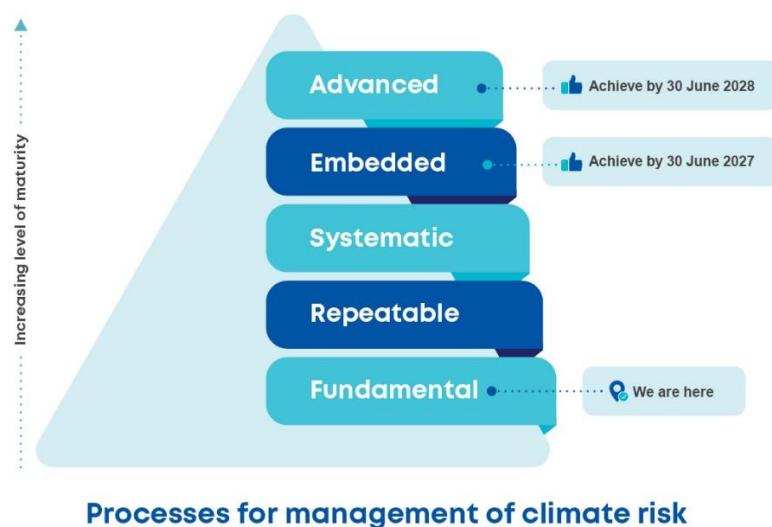 Increasing level of maturity
Advanced
Achieve by 30 June 2028
Embedded
Achieve by 30 June 2027
Systematic
Repeatable
Fundamental
We are here
Processes for management of climate risk